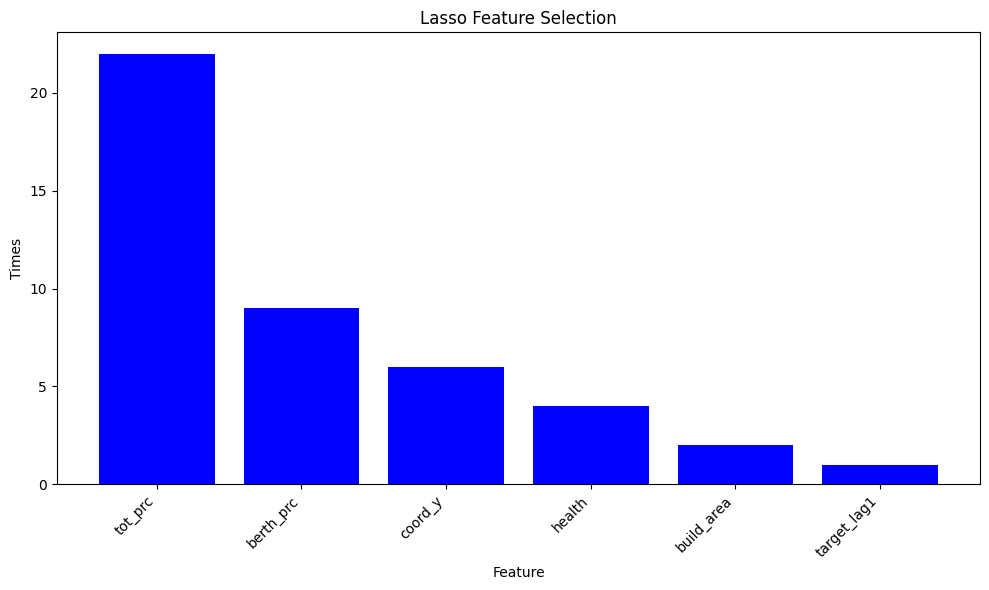 Lasso Feature Selection
Times
20
15
10
5
0
tot_prc
berth_prc
coord_y
health
build_area
target_lag1
Feature